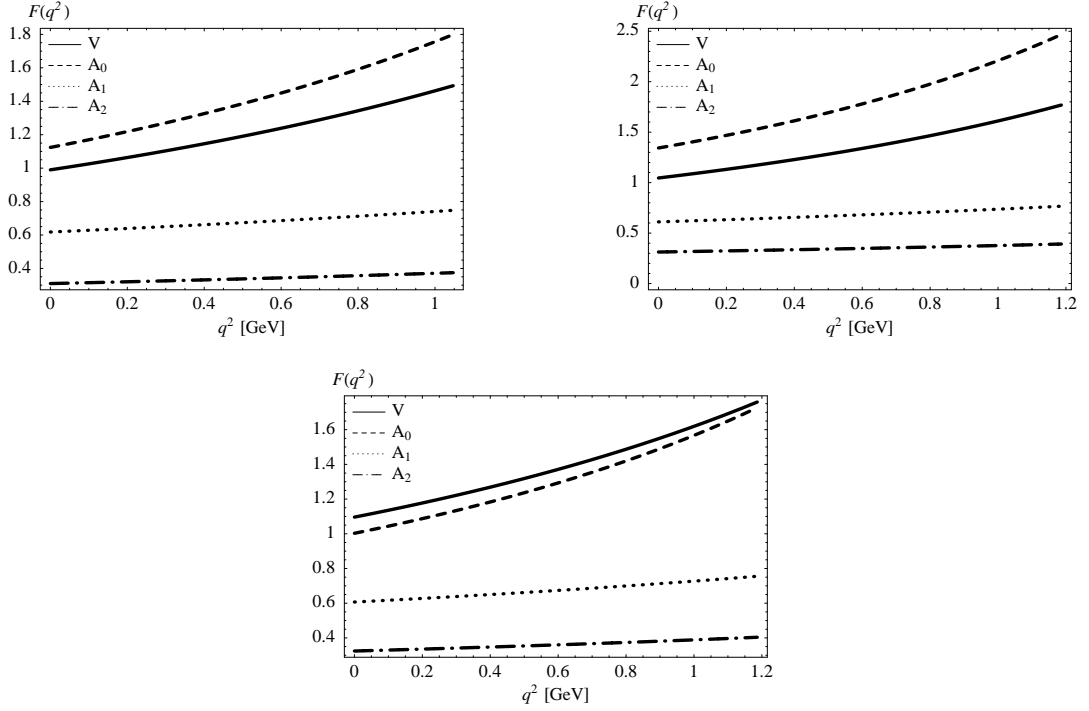 F(q²)
1.8
1.6
1.4
1.2
1
0.8
0.6
0.4
V
A₀
A₁
A₂
0 0.2 0.4 0.6 0.8 1
q² [GeV]
F(q²)
2.5
2
1.5
1
0.5
0
V
A₀
A₁
A₂
0 0.2 0.4 0.6 0.8 1 1.2
q² [GeV]
F(q²)
1.6
1.4
1.2
1
0.8
0.6
0.4
V
A₀
A₁
A₂
0 0.2 0.4 0.6 0.8 1 1.2
q² [GeV]